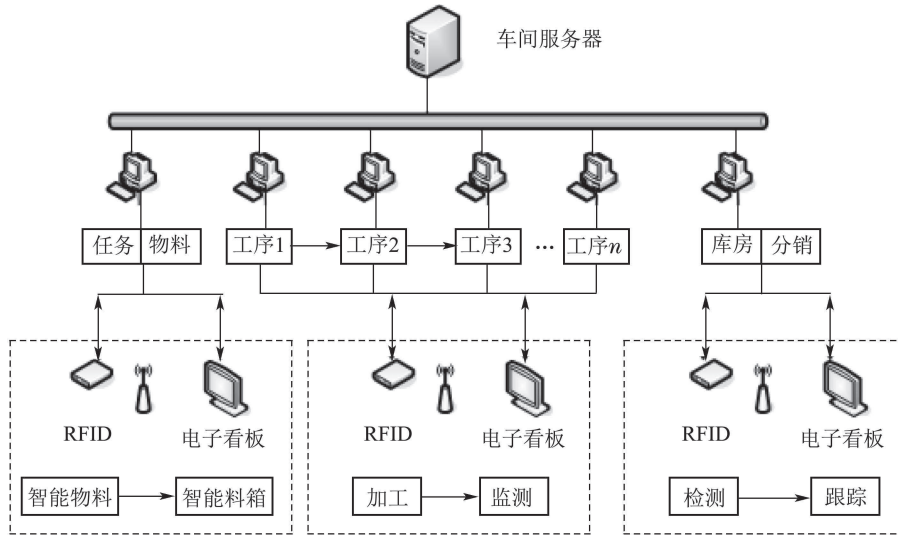 车间服务器
任务 物料
工序1
工序2
工序3
…
工序n
库房 分销
RFID
电子看板
智能物料
智能料箱
RFID
电子看板
加工
监测
RFID
电子看板
检测
跟踪